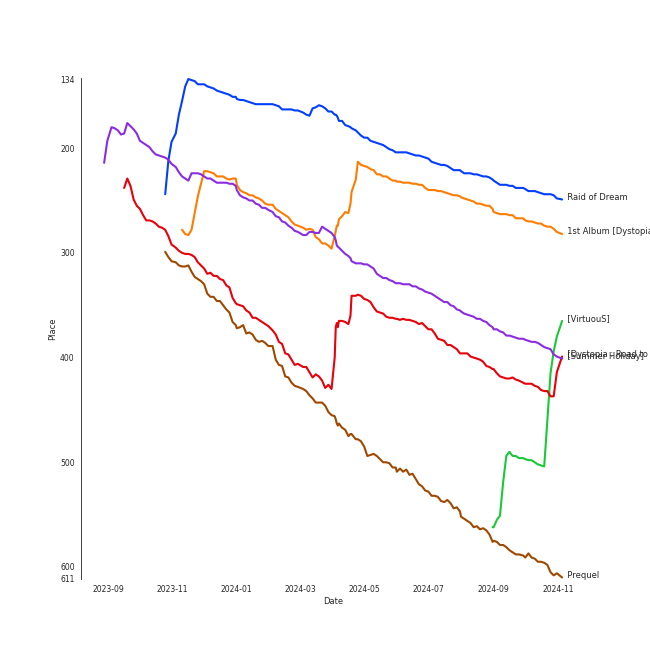 134
200
300
400
500
600
611
Place
2023-09
2023-11
2024-01
2024-03
2024-05
2024-07
2024-09
2024-11
Date
Raid of Dream
1st Album [Dystopia
[VirtuouS]
[Dystopia : Road to
[Summer Holiday]
Prequel